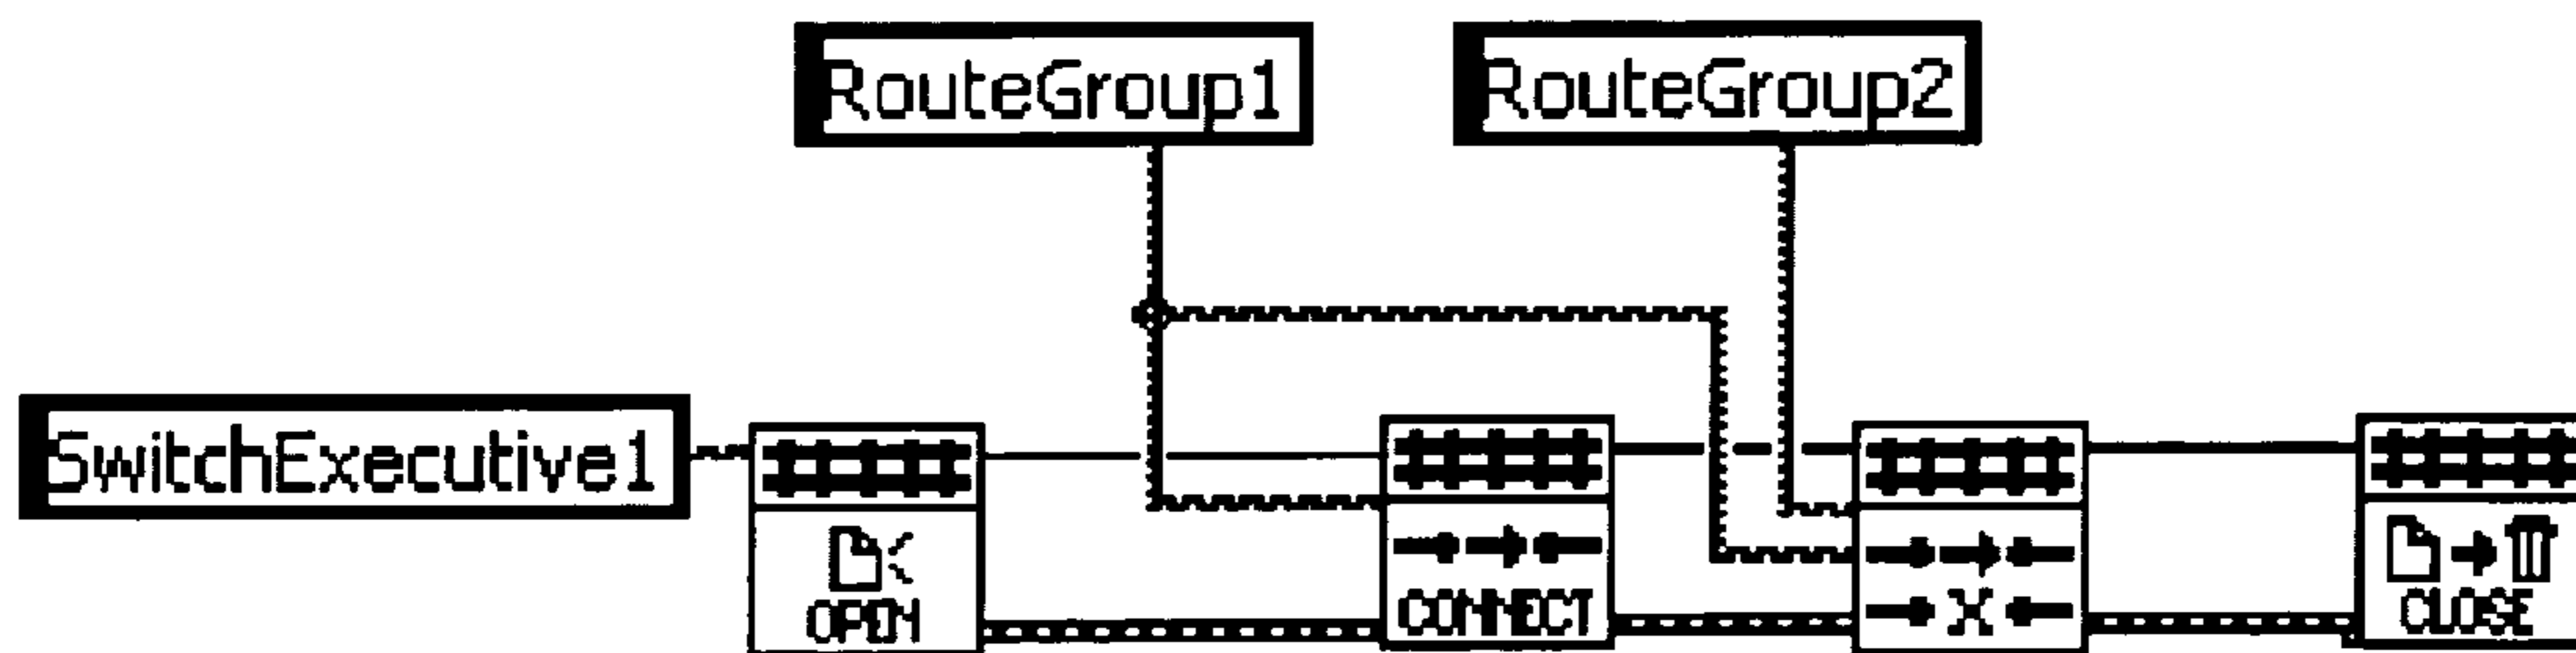 RouteGroup1
RouteGroup2
SwitchExecutive1
OPEN
CONNECT
X
CLOSE